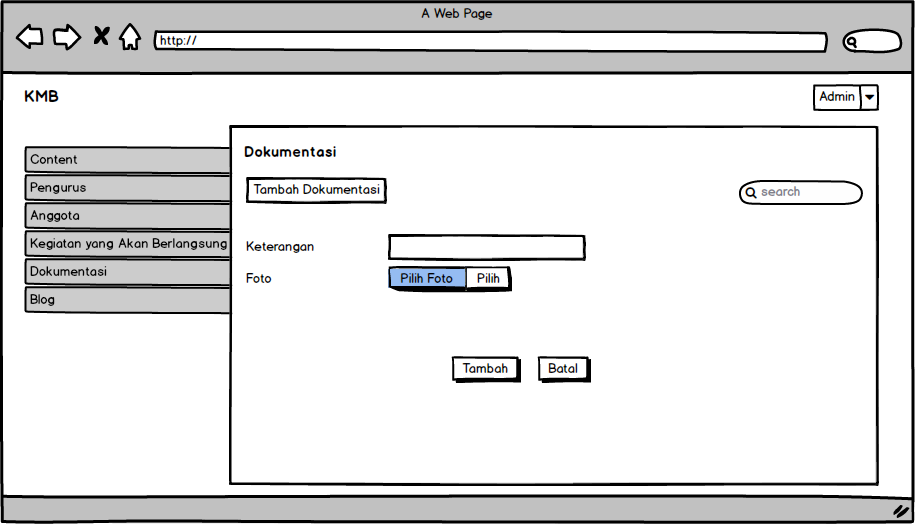 A Web Page
http://
KMB
Admin
Content
Pengurus
Anggota
Kegiatan yang Akan Berlangsung
Dokumentasi
Blog
Dokumentasi
Tambah Dokumentasi
search
Keterangan
Foto
Pilih Foto
Pilih
Tambah
Batal